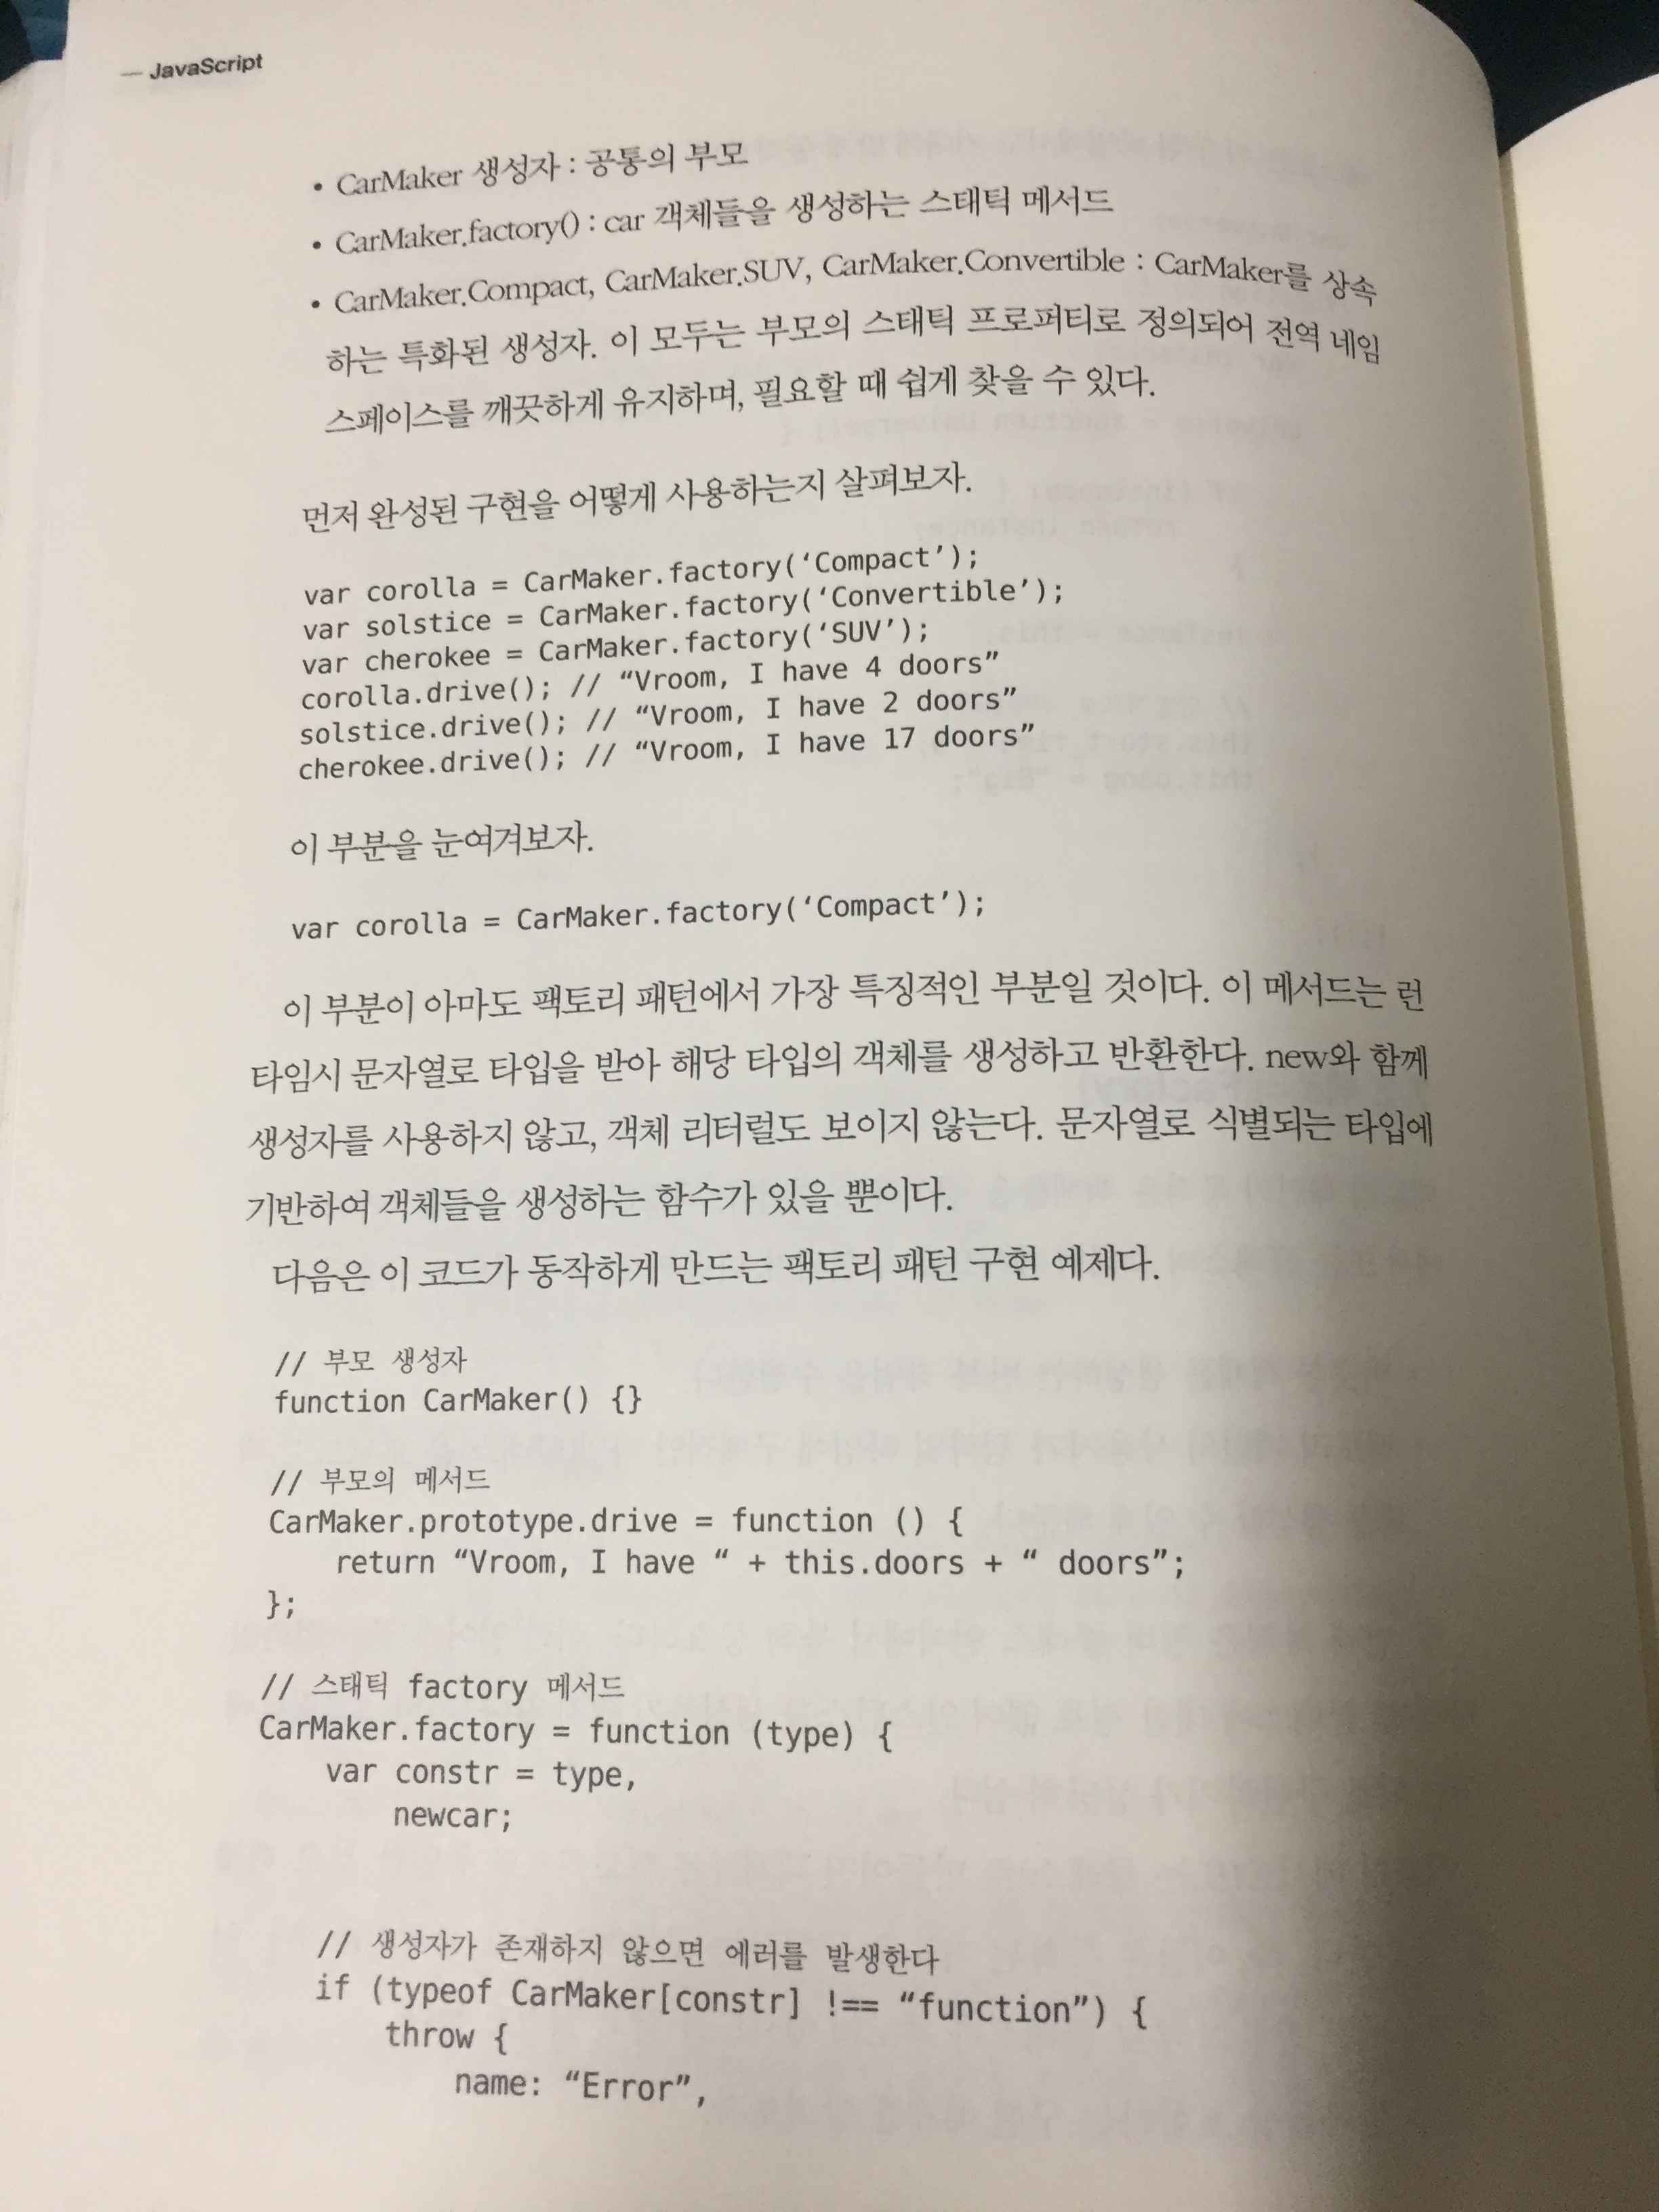 — JavaScript
• CarMaker 생성자 : 공통의 부모
• CarMaker.factory() : car 객체들을 생성하는 스태틱 메서드
• CarMaker.Compact, CarMaker.SUV, CarMaker.Convertible : CarMaker를 상속
하는 특화된 생성자. 이 모두는 부모의 스태틱 프로퍼티로 정의되어 전역 네임
스페이스를 깨끗하게 유지하며, 필요할 때 쉽게 찾을 수 있다.
먼저 완성된 구현을 어떻게 사용하는지 살펴보자.
var corolla = CarMaker.factory(‘Compact’);
var solstice = CarMaker.factory(‘Convertible’);
var cherokee = CarMaker.factory(‘SUV’);
corolla.drive(); // “Vroom, I have 4 doors”
solstice.drive(); // “Vroom, I have 2 doors”
cherokee.drive(); // “Vroom, I have 17 doors”
이 부분을 눈여겨보자.
var corolla = CarMaker.factory(‘Compact’);
이 부분이 아마도 팩토리 패턴에서 가장 특징적인 부분일 것이다. 이 메서드는 런
타임시 문자열로 타입을 받아 해당 타입의 객체를 생성하고 반환한다. new와 함께
생성자를 사용하지 않고, 객체 리터럴도 보이지 않는다. 문자열로 식별되는 타입에
기반하여 객체들을 생성하는 함수가 있을 뿐이다.
다음은 이 코드가 동작하게 만드는 팩토리 패턴 구현 예제다.
// 부모 생성자
function CarMaker() {}
// 부모의 메서드
CarMaker.prototype.drive = function () {
return “Vroom, I have “ + this.doors + “ doors”;
};
// 스태틱 factory 메서드
CarMaker.factory = function (type) {
var constr = type,
newcar;
// 생성자가 존재하지 않으면 에러를 발생한다
if (typeof CarMaker[constr] !== “function”) {
throw {
name: “Error”,